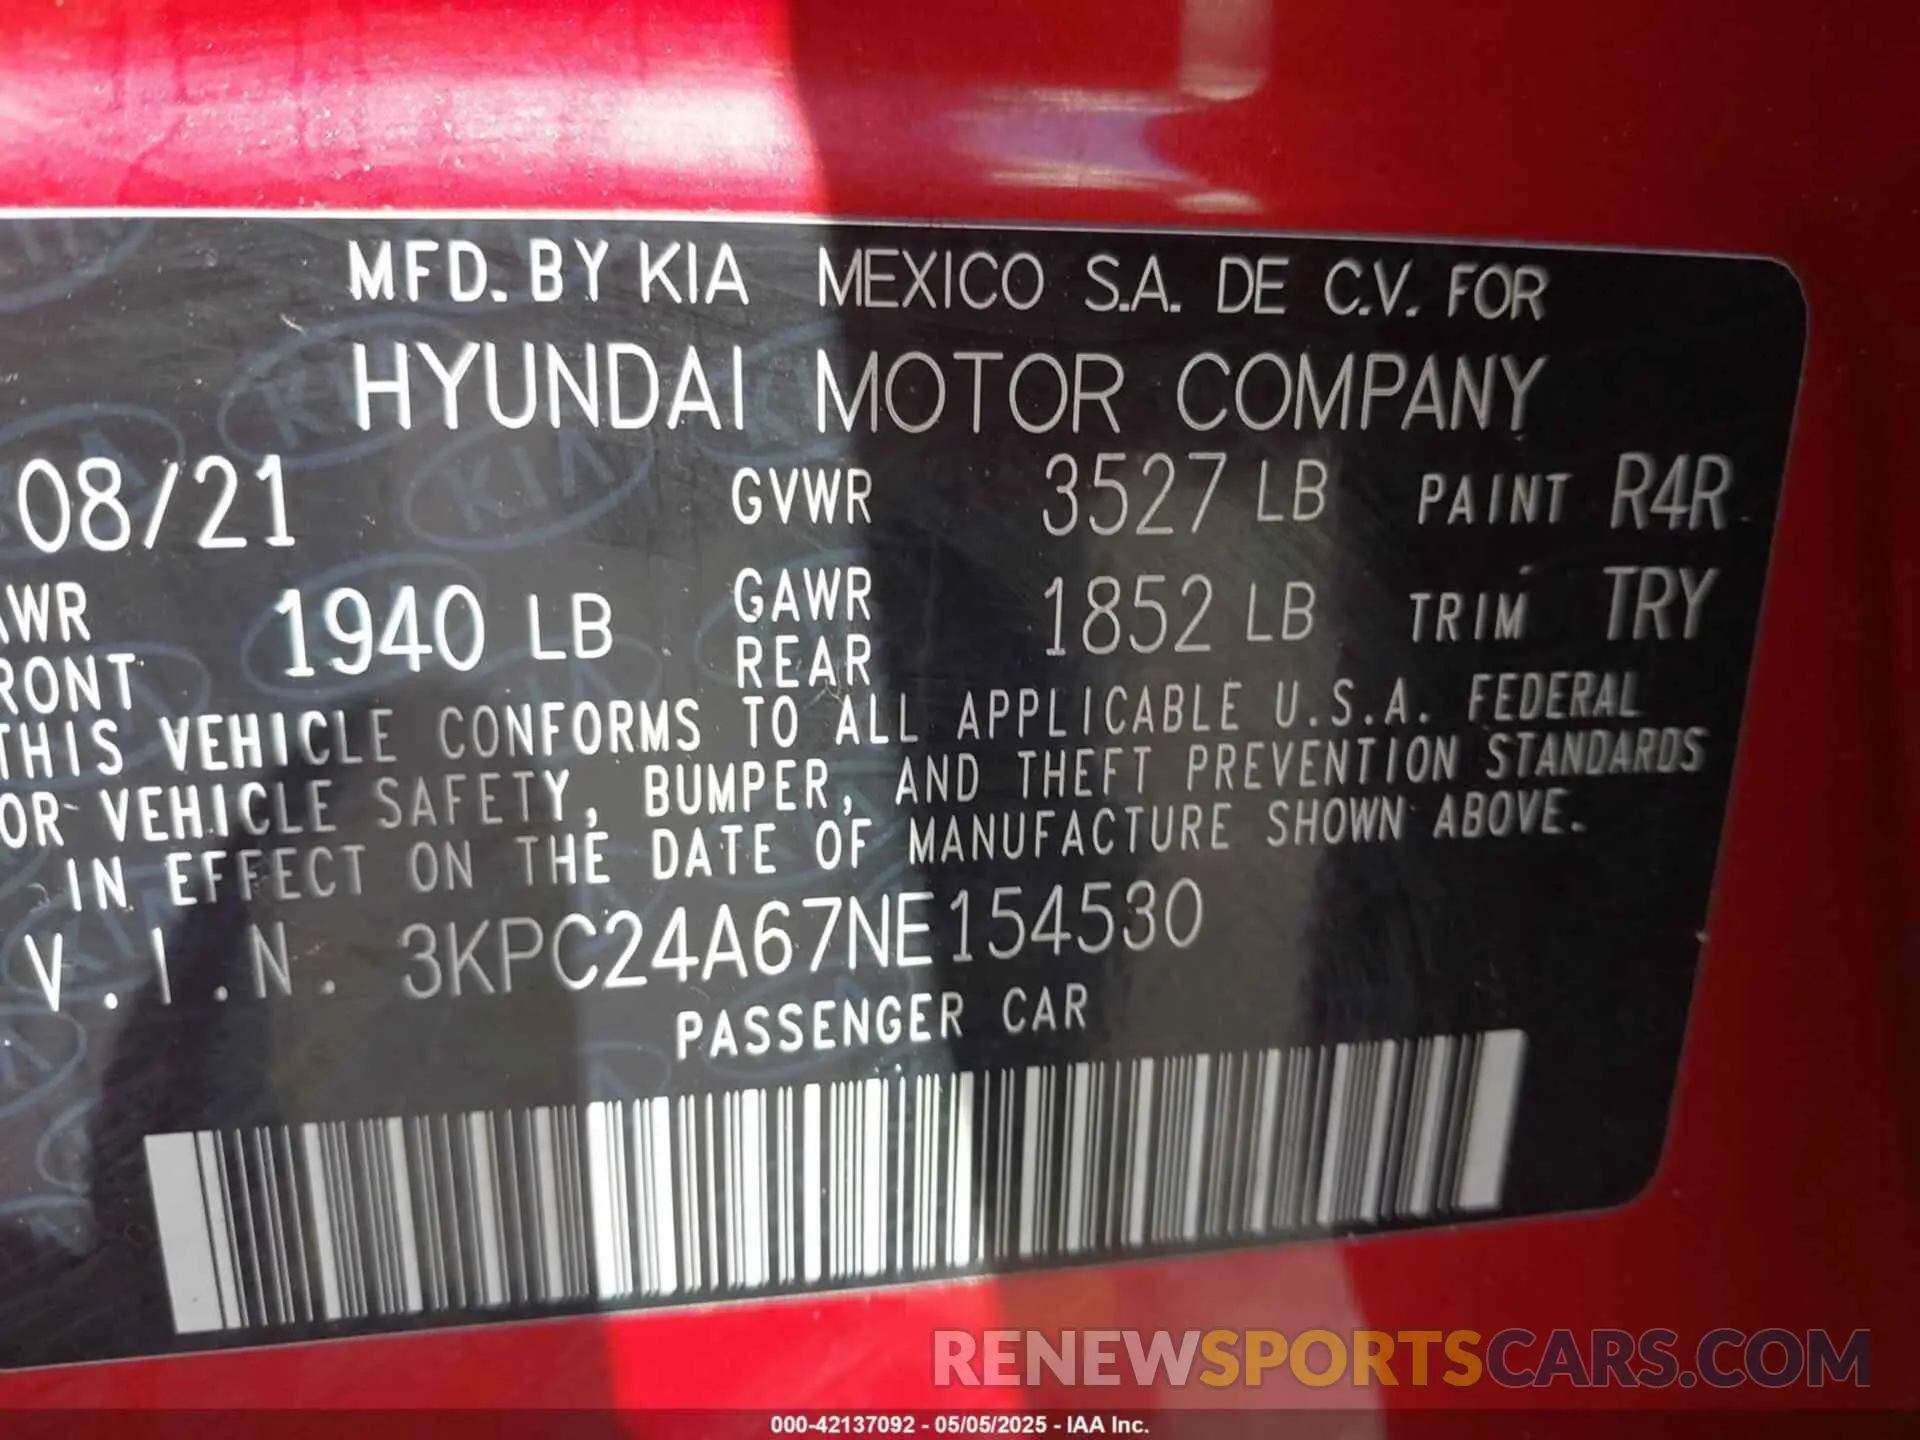 MFD. BY KIA MEXICO S.A. DE C.V. FOR
HYUNDAI MOTOR COMPANY
08/21 GVWR 3527 LB PAINT R4R
AWR FRONT 1940 LB GAWR REAR 1852 LB TRIM TRY
THIS VEHICLE CONFORMS TO ALL APPLICABLE U.S.A. FEDERAL
OR VEHICLE SAFETY, BUMPER, AND THEFT PREVENTION STANDARDS
IN EFFECT ON THE DATE OF MANUFACTURE SHOWN ABOVE.
V.I.N. 3KPC24A67NE154530
PASSENGER CAR
RENEWSPORTSCARS.COM
000-42137092 - 05/05/2025 - IAA Inc.